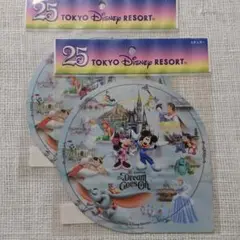 25 TOKYO Disney RESORT®
25 TOKYO Disney RESORT®
the Dream
Goes On